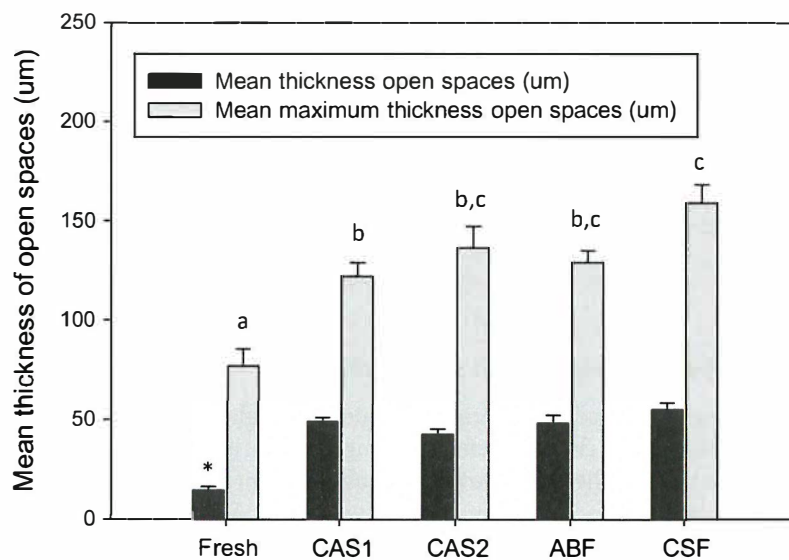 250
200
150
100
50
0
Mean thickness of open spaces (um)
Mean thickness open spaces (um)
Mean maximum thickness open spaces (um)
*
a
b
b,c
b,c
c
Fresh CAS1 CAS2 ABF CSF